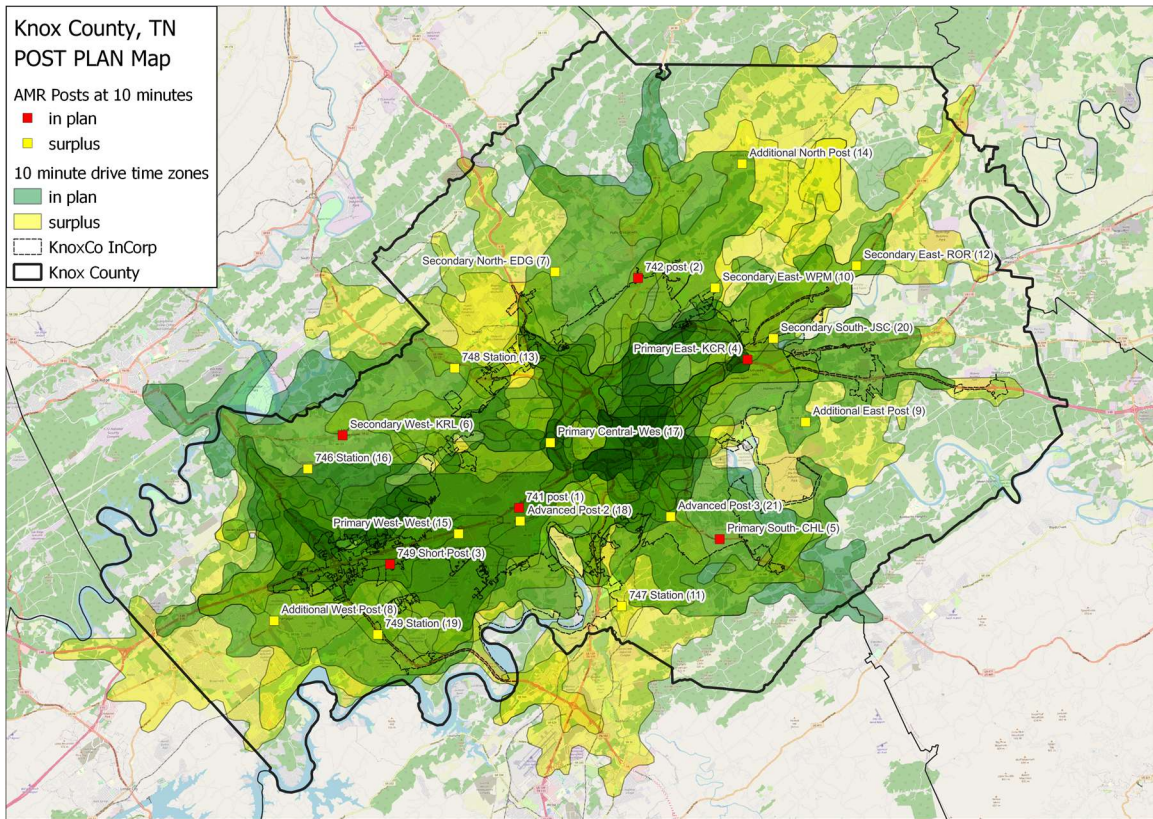 Knox County, TN
POST PLAN Map
AMR Posts at 10 minutes
in plan
surplus
10 minute drive time zones
in plan
surplus
KnoxCo InCorp
Knox County
Additional North Post (14)
Secondary East- ROR (12)
Secondary North- EDG (7)
742 post (2)
Secondary East- WPM (10)
Secondary South- JSC (20)
748 Station (13)
Primary East- KCR (4)
Additional East Post (9)
Secondary West- KRL (6)
Primary Central- Wes (17)
746 Station (16)
741 post (1)
Advanced Post 2 (18)
Advanced Post 3 (21)
Primary West- West (15)
Primary South- CHL (5)
749 Short Post (3)
Additional West Post (8)
747 Station (11)
749 Station (19)